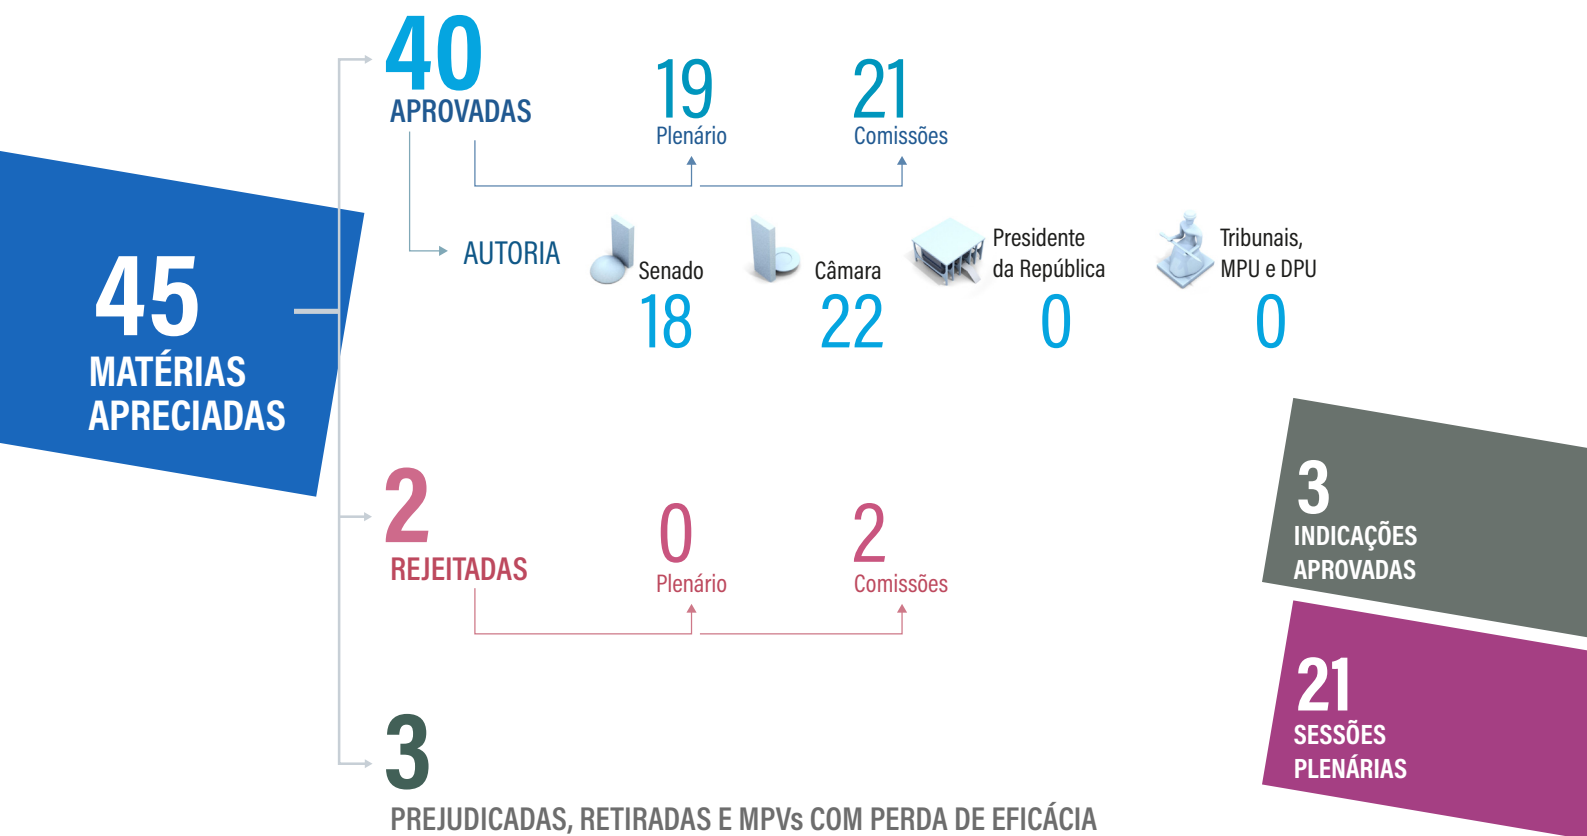 45
MATÉRIAS
APRECIADAS
40
APROVADAS
19
Plenário
21
Comissões
AUTORIA
Senado
18
Câmara
22
Presidente
da República
0
Tribunais,
MPU e DPU
0
2
REJEITADAS
0
Plenário
2
Comissões
3
PREJUDICADAS, RETIRADAS E MPVs COM PERDA DE EFICÁCIA
3
INDICAÇÕES
APROVADAS
21
SESSÕES
PLENÁRIAS